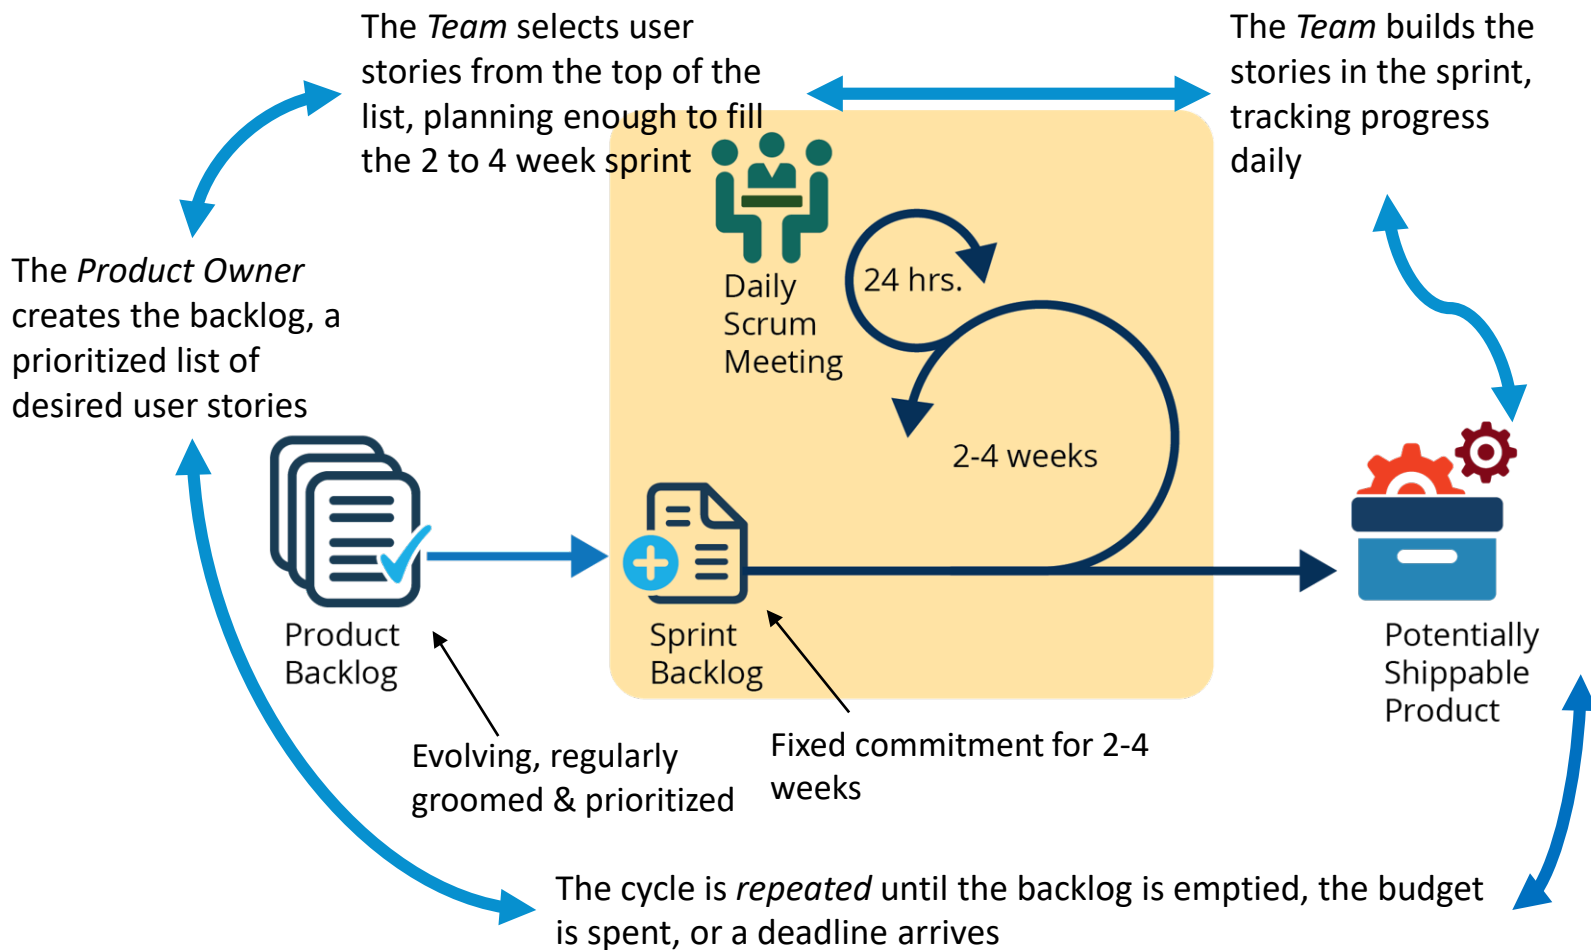 The Team selects user
stories from the top of the
list, planning enough to fill
the 2 to 4 week sprint
The Team builds the
stories in the sprint,
tracking progress
daily
The Product Owner
creates the backlog, a
prioritized list of
desired user stories
Daily
Scrum
Meeting
24 hrs.
2-4 weeks
Product
Backlog
Sprint
Backlog
Potentially
Shippable
Product
Evolving, regularly
groomed & prioritized
Fixed commitment for 2-4
weeks
The cycle is repeated until the backlog is emptied, the budget
is spent, or a deadline arrives